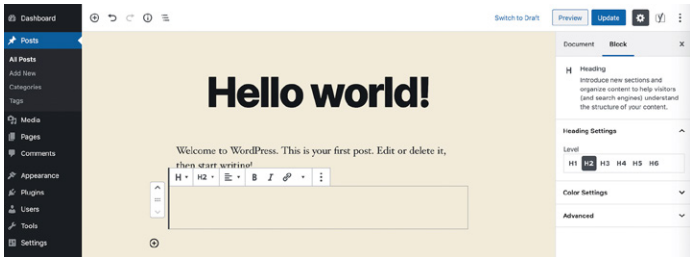 Dashboard
Posts
All Posts
Add New
Categories
Tags
Media
Pages
Comments
Appearance
Plugins
Users
Tools
Settings
Switch to Draft
Preview
Update
Hello world!
Welcome to WordPress. This is your first post. Edit or delete it,
then start writing!
H H2 B I
Document Block X
H Heading
Introduce new sections and
organize content to help visitors
(and search engines) understand
the structure of your content.
Heading Settings
Level
H1 H2 H3 H4 H5 H6
Color Settings
Advanced